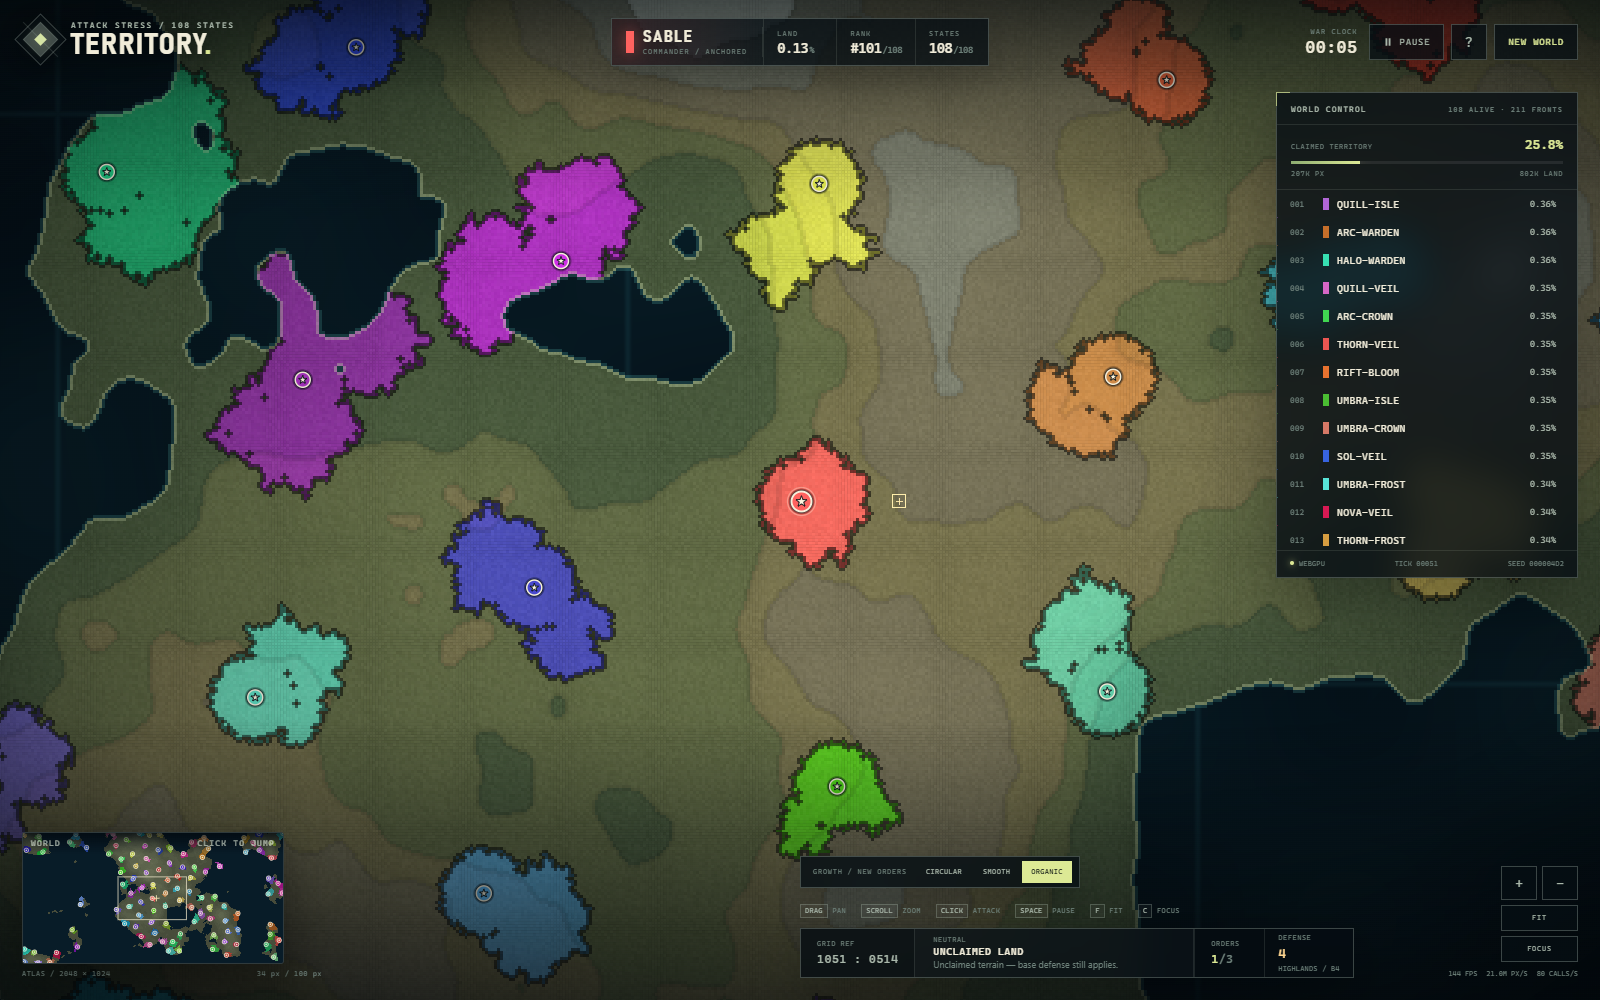 ATTACK STRESS / 108 STATES
TERRITORY.
SABLE
COMMANDER / ANCHORED
LAND
0.13%
RANK
#101/108
STATES
108/108
WAR CLOCK
00:05
PAUSE
?
NEW WORLD
WORLD CONTROL
108 ALIVE · 211 FRONTS
CLAIMED TERRITORY
25.8%
207K PX
802K LAND
001 QUILL-ISLE 0.36%
002 ARC-WARDEN 0.36%
003 HALO-WARDEN 0.36%
004 QUILL-VEIL 0.35%
005 ARC-CROWN 0.35%
006 THORN-VEIL 0.35%
007 RIFT-BLOOM 0.35%
008 UMBRA-ISLE 0.35%
009 UMBRA-CROWN 0.35%
010 SOL-VEIL 0.35%
011 UMBRA-FROST 0.34%
012 NOVA-VEIL 0.34%
013 THORN-FROST 0.34%
WEBGPU
TICK 00051
SEED 000004D2
WORLD
CLICK TO JUMP
ATLAS / 2048 × 1024
34 px / 100 px
GROWTH / NEW ORDERS
CIRCULAR
SMOOTH
ORGANIC
DRAG PAN
SCROLL ZOOM
CLICK ATTACK
SPACE PAUSE
F FIT
C FOCUS
GRID REF
1051 : 0514
NEUTRAL
UNCLAIMED LAND
Unclaimed terrain — base defense still applies.
ORDERS
1/3
DEFENSE
4
HIGHLANDS / B4
+
−
FIT
FOCUS
144 FPS 21.0M PX/S 80 CALLS/S